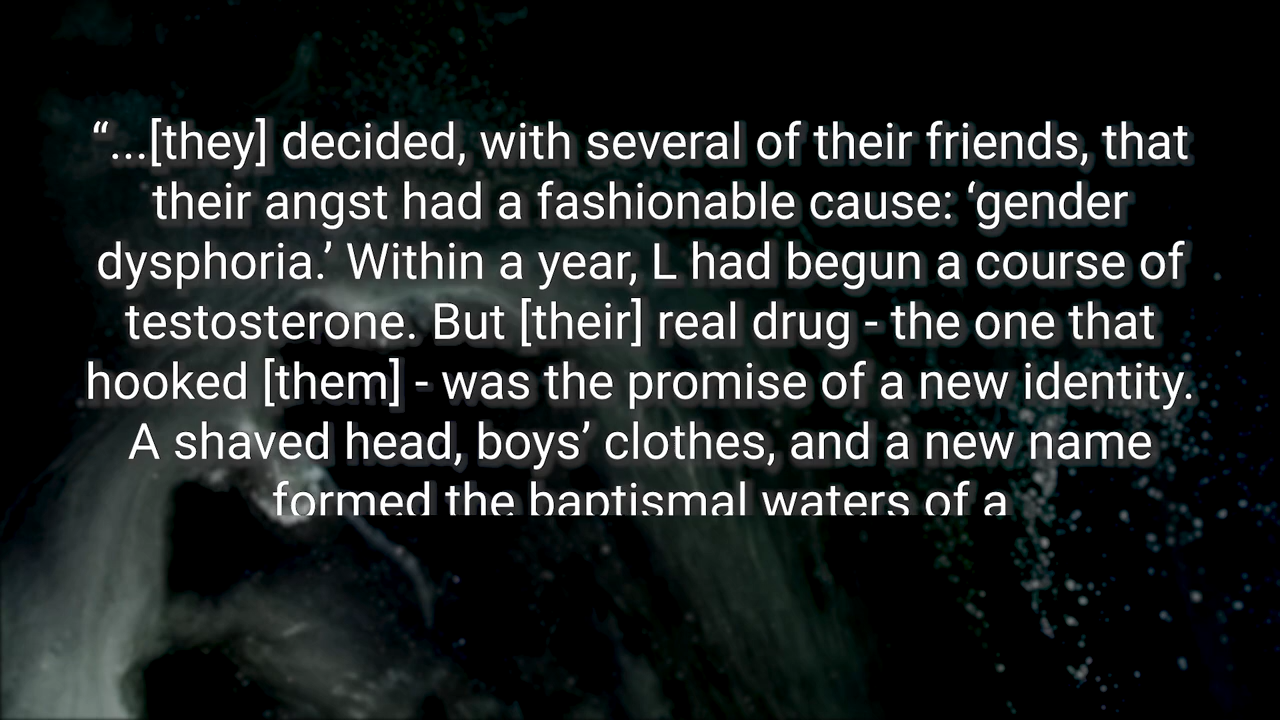 “...[they] decided, with several of their friends, that
their angst had a fashionable cause: ‘gender
dysphoria.’ Within a year, L had begun a course of
testosterone. But [their] real drug - the one that
hooked [them] - was the promise of a new identity.
A shaved head, boys’ clothes, and a new name
formed the baptismal waters of a